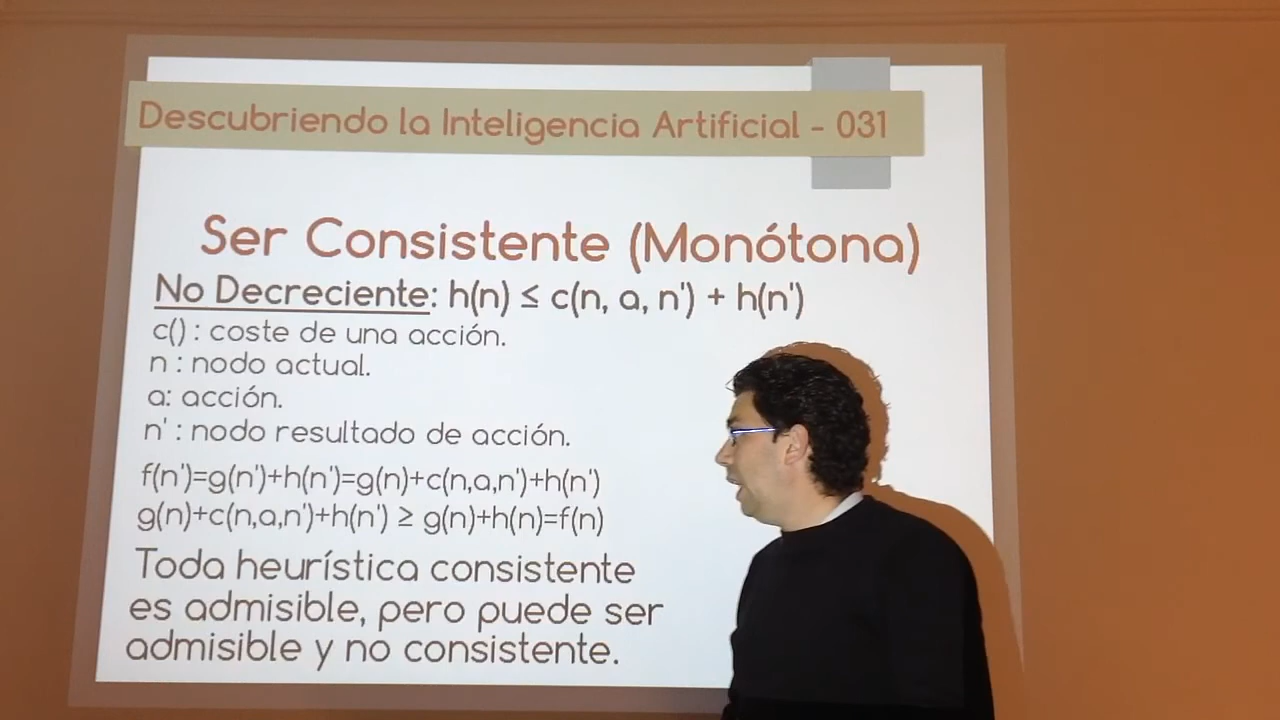 Descubriendo la Inteligencia Artificial - 031
Ser Consistente (Monótona)
No Decreciente: h(n) ≤ c(n, a, n') + h(n')
c() : coste de una acción.
n : nodo actual.
a: acción.
n' : nodo resultado de acción.
f(n')=g(n')+h(n')=g(n)+c(n,a,n')+h(n')
g(n)+c(n,a,n')+h(n') ≥ g(n)+h(n)=f(n)
Toda heurística consistente
es admisible, pero puede ser
admisible y no consistente.